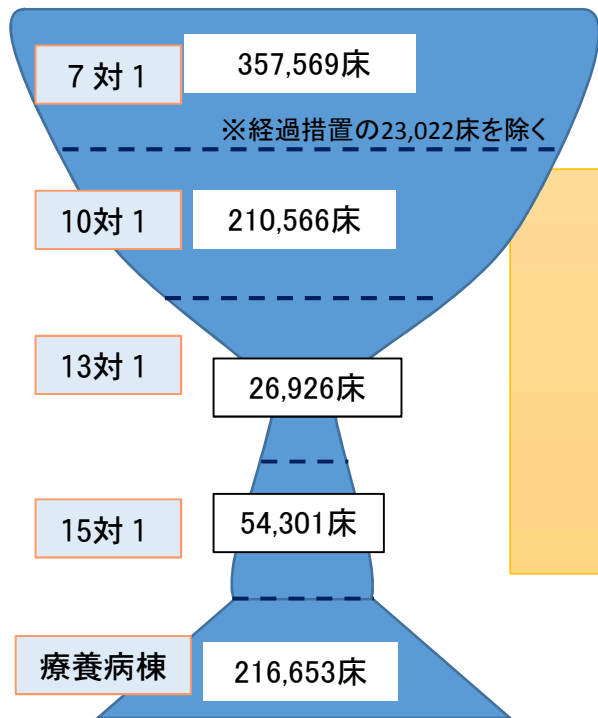 7対1
357,569床
※経過措置の23,022床を除く
10対1
210,566床
13対1
26,926床
15対1
54,301床
療養病棟
216,653床